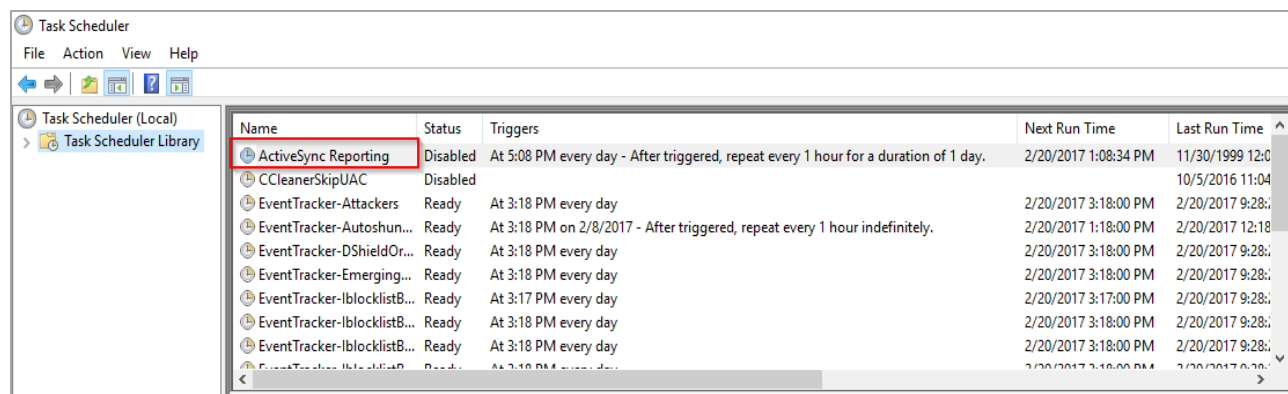 Task Scheduler
File Action View Help
Task Scheduler (Local)
Task Scheduler Library
Name Status Triggers Next Run Time Last Run Time
ActiveSync Reporting Disabled At 5:08 PM every day - After triggered, repeat every 1 hour for a duration of 1 day. 2/20/2017 1:08:34 PM 11/30/1999 12:0
CCleanerSkipUAC Disabled 10/5/2016 11:04
EventTracker-Attackers Ready At 3:18 PM every day 2/20/2017 3:18:00 PM 2/20/2017 9:28:
EventTracker-Autoshun... Ready At 3:18 PM on 2/8/2017 - After triggered, repeat every 1 hour indefinitely. 2/20/2017 1:18:00 PM 2/20/2017 12:18
EventTracker-DShieldOr... Ready At 3:18 PM every day 2/20/2017 3:18:00 PM 2/20/2017 9:28:
EventTracker-Emerging... Ready At 3:18 PM every day 2/20/2017 3:18:00 PM 2/20/2017 9:28:
EventTracker-IblocklistB... Ready At 3:17 PM every day 2/20/2017 3:17:00 PM 2/20/2017 9:28:
EventTracker-IblocklistB... Ready At 3:18 PM every day 2/20/2017 3:18:00 PM 2/20/2017 9:28:
EventTracker-IblocklistB... Ready At 3:18 PM every day 2/20/2017 3:18:00 PM 2/20/2017 9:28: